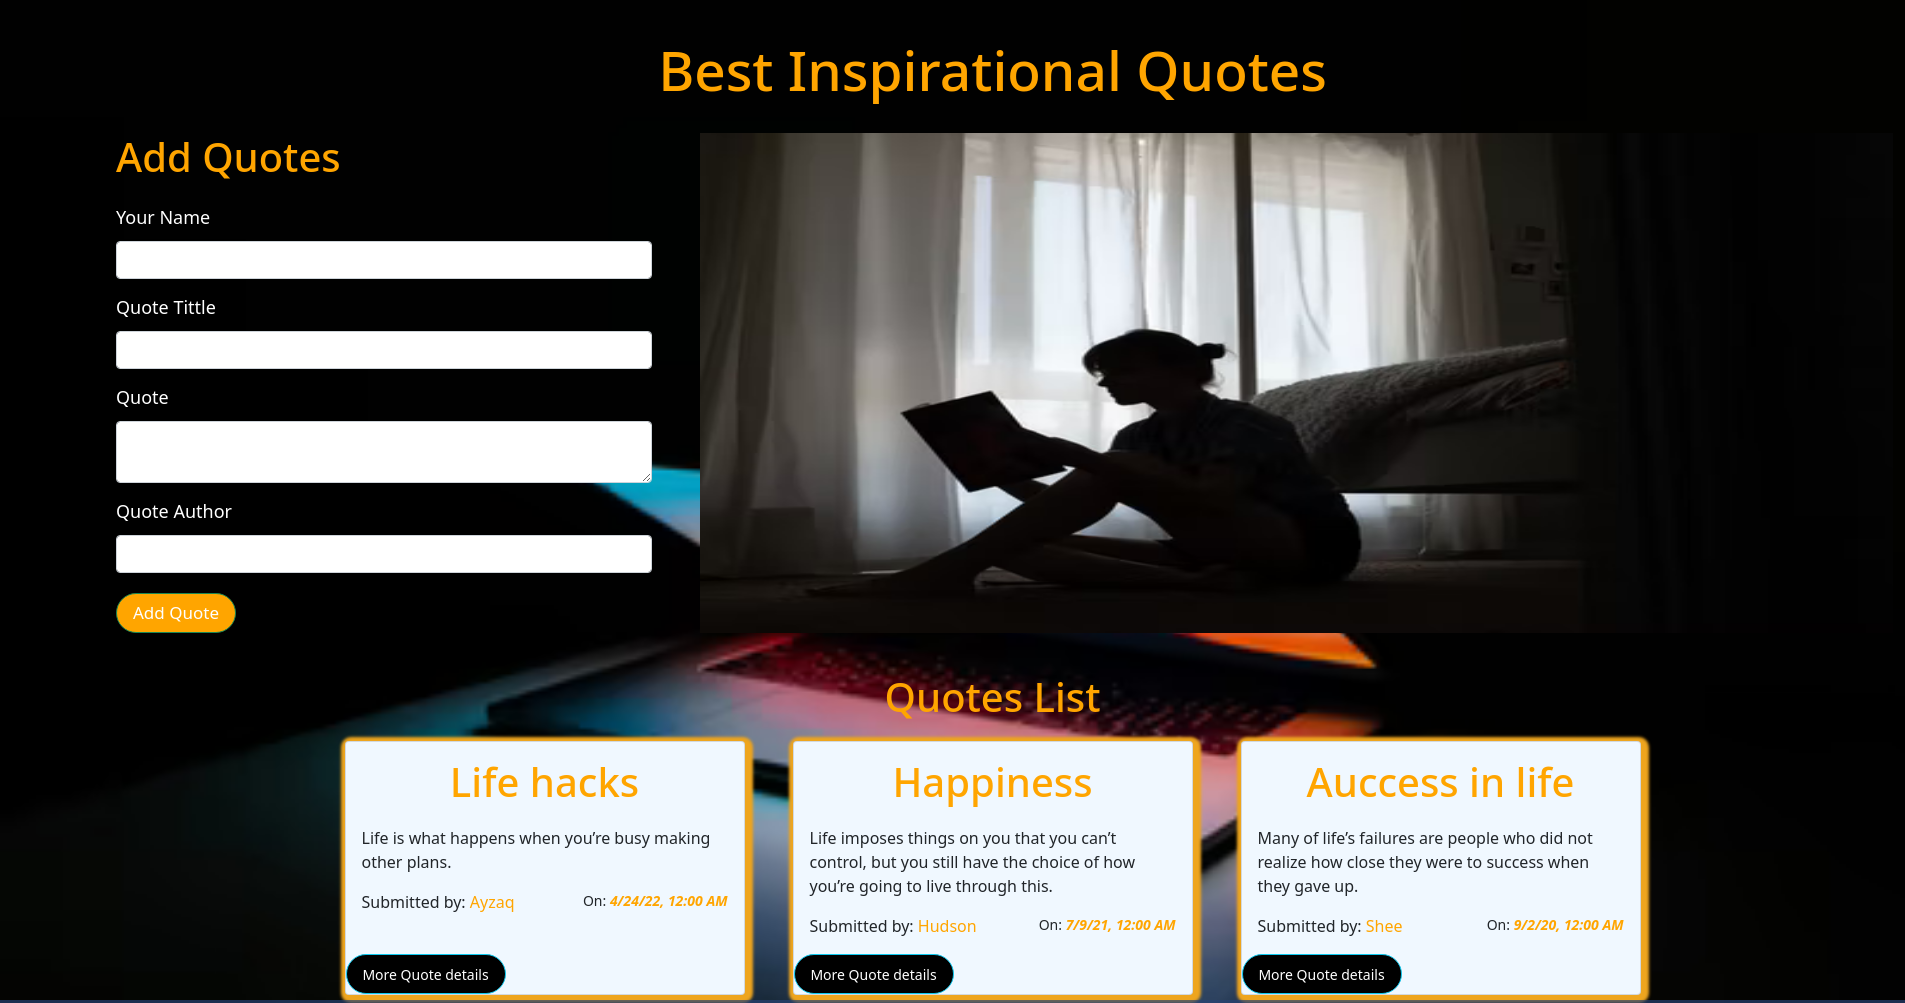 Best Inspirational Quotes
Add Quotes
Your Name
Quote Tittle
Quote
Quote Author
Add Quote
Quotes List
Life hacks
Life is what happens when you’re busy making
other plans.
Submitted by: Ayzaq On: 4/24/22, 12:00 AM
More Quote details
Happiness
Life imposes things on you that you can’t
control, but you still have the choice of how
you’re going to live through this.
Submitted by: Hudson On: 7/9/21, 12:00 AM
More Quote details
Auccess in life
Many of life’s failures are people who did not
realize how close they were to success when
they gave up.
Submitted by: Shee On: 9/2/20, 12:00 AM
More Quote details